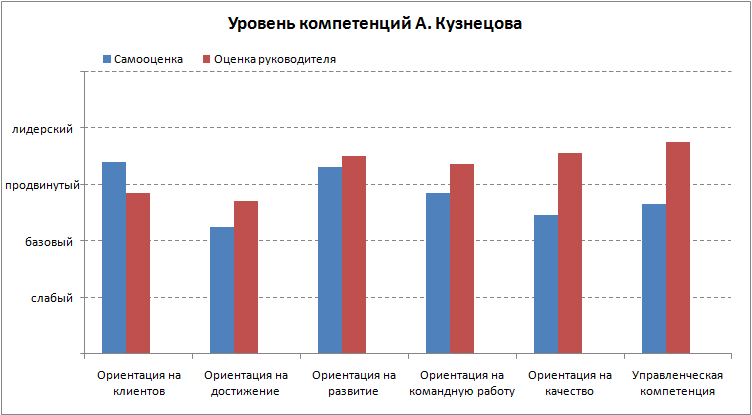 Уровень компетенций А. Кузнецова
Самооценка
Оценка руководителя
лидерский
продвинутый
базовый
слабый
Ориентация на
клиентов
Ориентация на
достижение
Ориентация на
развитие
Ориентация на
командную работу
Ориентация на
качество
Управленческая
компетенция